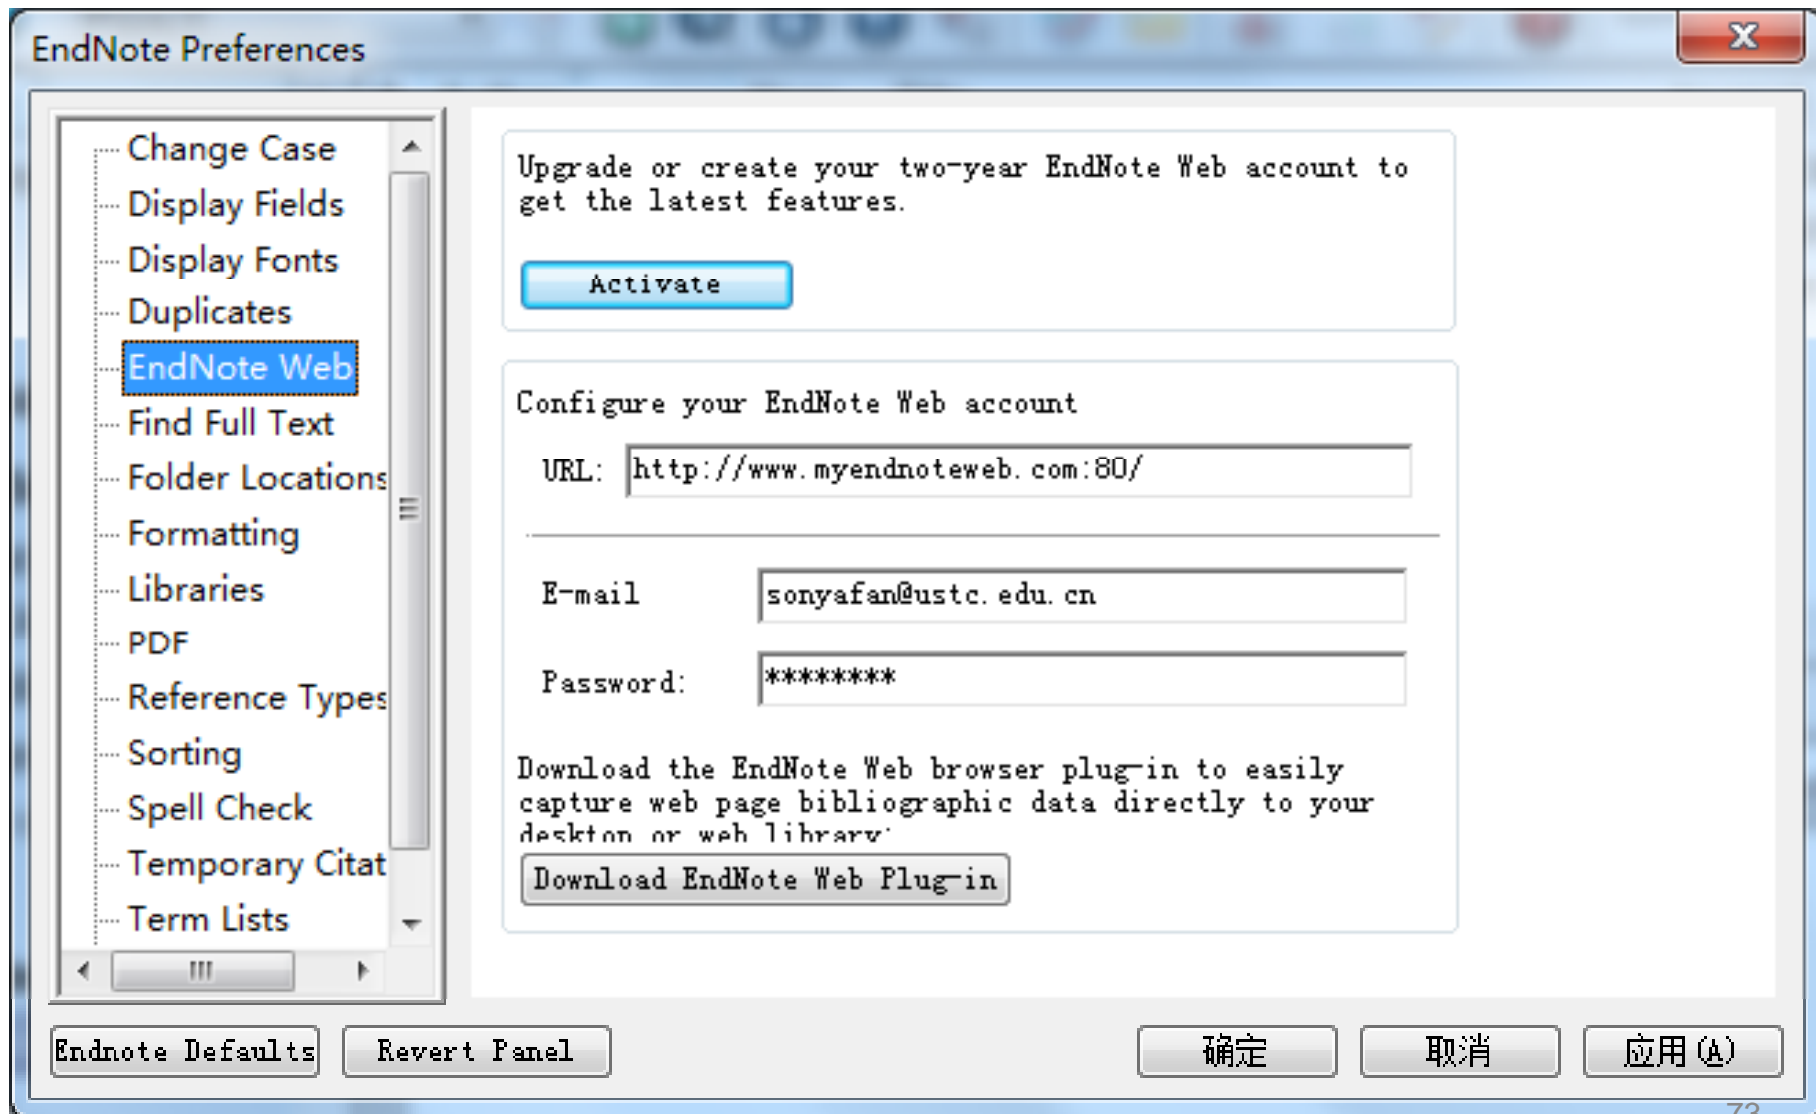 EndNote Preferences
Change Case
Display Fields
Display Fonts
Duplicates
EndNote Web
Find Full Text
Folder Locations
Formatting
Libraries
PDF
Reference Types
Sorting
Spell Check
Temporary Citat
Term Lists
Upgrade or create your two-year EndNote Web account to
get the latest features.
Activate
Configure your EndNote Web account
URL: http://www.myendnoteweb.com:80/
E-mail sonyafan@ustc.edu.cn
Password: ********
Download the EndNote Web browser plug-in to easily
capture web page bibliographic data directly to your
desktop or web library:
Download EndNote Web Plug-in
Endnote Defaults Revert Panel 确定 取消 应用(A)
73